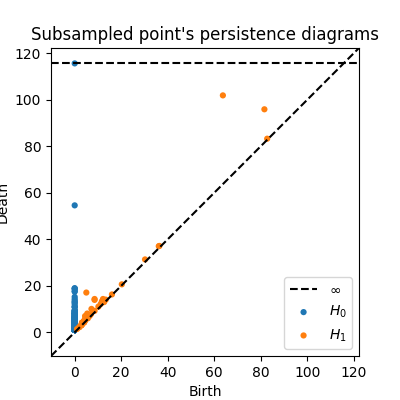 Subsampled point's persistence diagrams
120
100
80
60
40
20
0
Death
0 20 40 60 80 100 120
Birth
∞
H₀
H₁